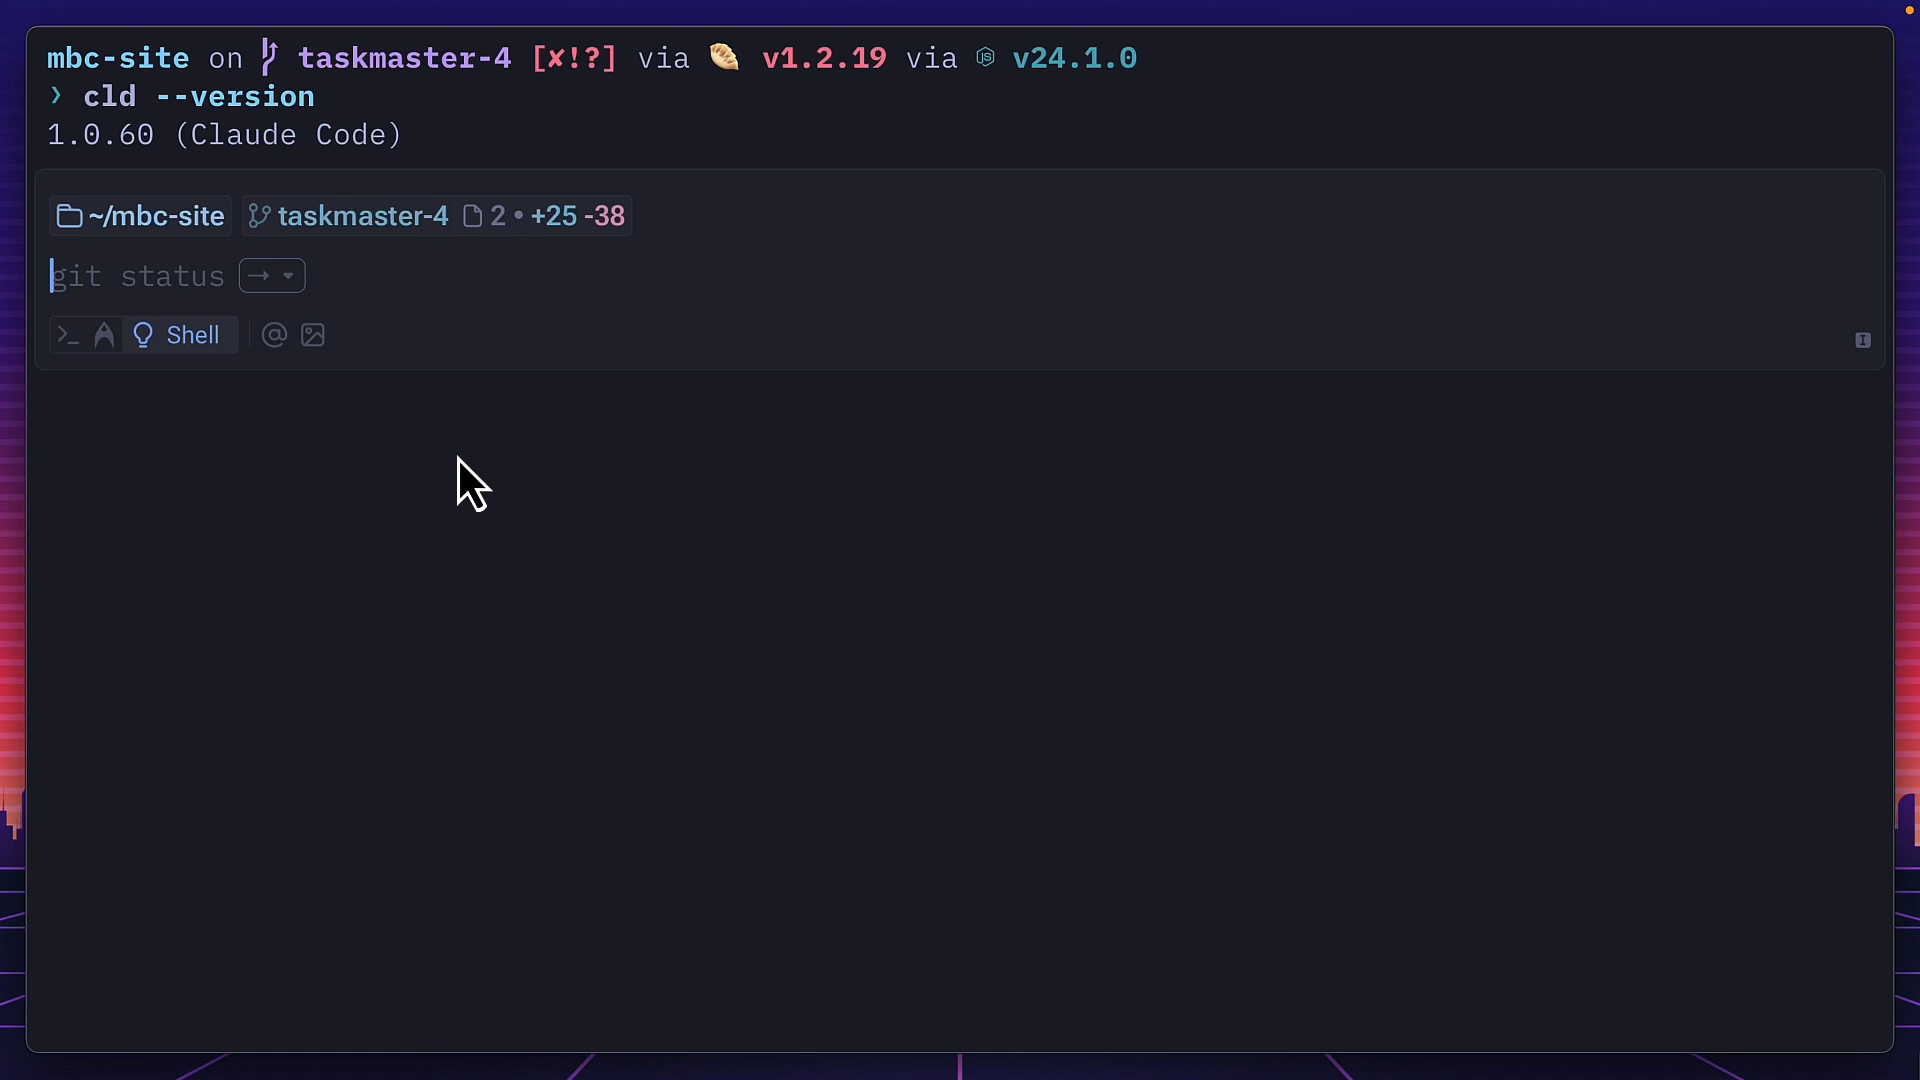 mbc-site on taskmaster-4 [✘!?] via 🥟 v1.2.19 via v24.1.0
❯ cld --version
1.0.60 (Claude Code)
~/mbc-site taskmaster-4 2 • +25 -38
git status →
Shell @